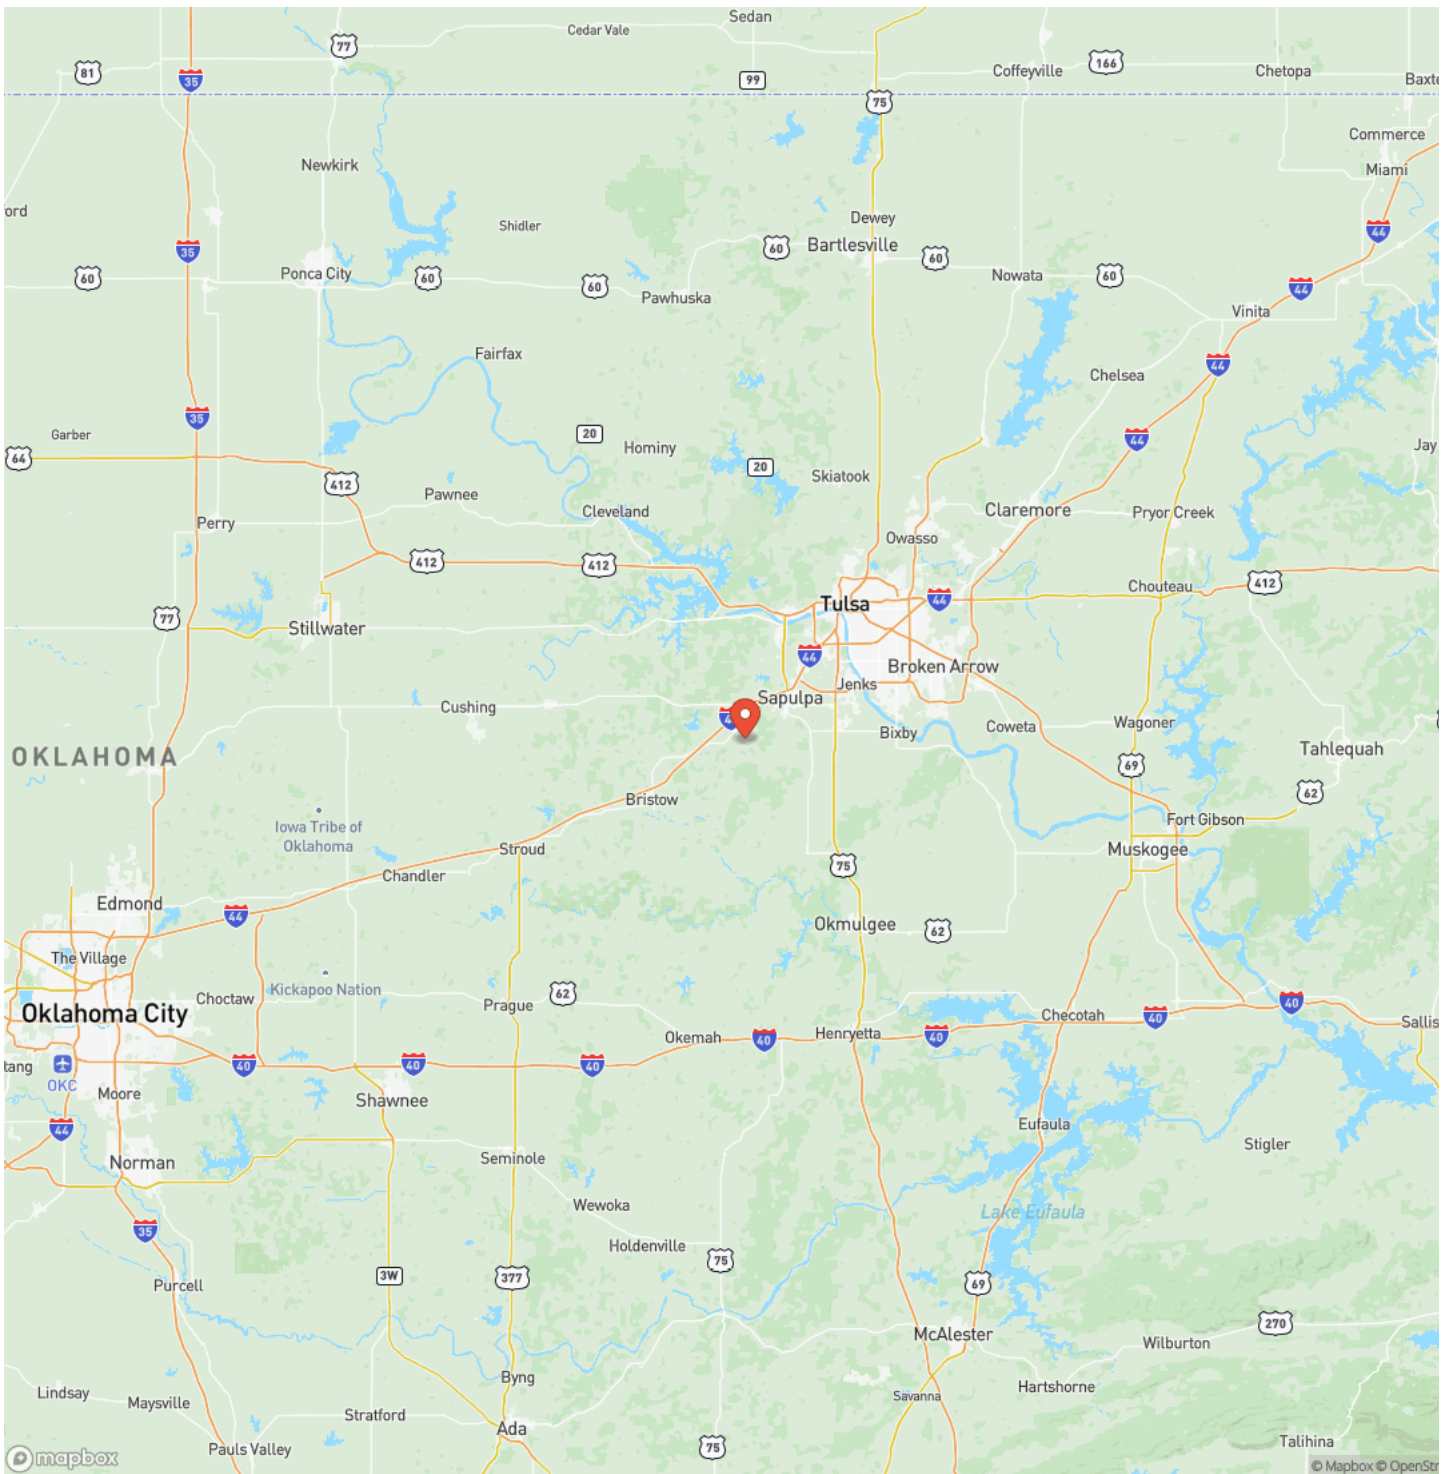 Sedan
Cedar Vale
77
81
35
99
166
Coffeyville
Chetopa
Baxte
75
Commerce
Newkirk
Miami
ford
Shidler
Dewey
44
35
Bartlesville
60
60
Ponca City
60
60
60
Nowata
60
Pawhuska
44
Vinita
Fairfax
44
Chelsea
35
Garber
20
44
Hominy
Jay
64
20
Skiatook
412
Pawnee
Cleveland
Claremore
Pryor Creek
Perry
Owasso
412
412
Chouteau
412
77
Tulsa
44
Stillwater
44
Broken Arrow
Jenks
Sapulpa
Cushing
Coweta
Wagoner
Bixby
OKLAHOMA
Tahlequah
69
62
Bristow
Iowa Tribe of
Oklahoma
Fort Gibson
Stroud
Muskogee
75
Chandler
Edmond
44
Okmulgee
62
The Village
Kickapoo Nation
62
Choctaw
Prague
40
Oklahoma City
Checotah
40
Sallis
Okemah
40
Henryetta
40
tang
40
40
40
OKC
Moore
Shawnee
44
Eufaula
Stigler
Norman
Seminole
Wewoka
Lake Eufaula
35
Holdenville
75
3W
377
69
Purcell
270
McAlester
Wilburton
Byng
Hartshorne
Lindsay
Savanna
Maysville
Stratford
Ada
Talihina
Pauls Valley
75
mapbox
© Mapbox © OpenStr